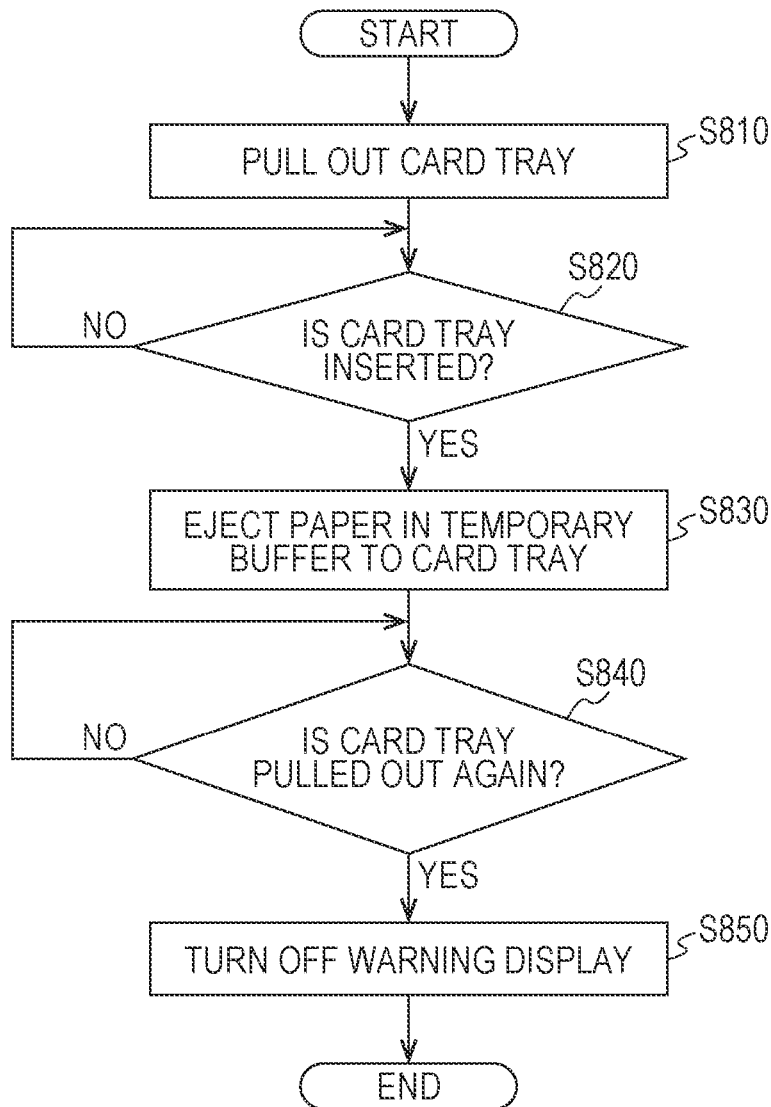 START
PULL OUT CARD TRAY
S810
S820
IS CARD TRAY
INSERTED?
NO
YES
EJECT PAPER IN TEMPORARY
BUFFER TO CARD TRAY
S830
S840
IS CARD TRAY
PULLED OUT AGAIN?
NO
YES
TURN OFF WARNING DISPLAY
S850
END